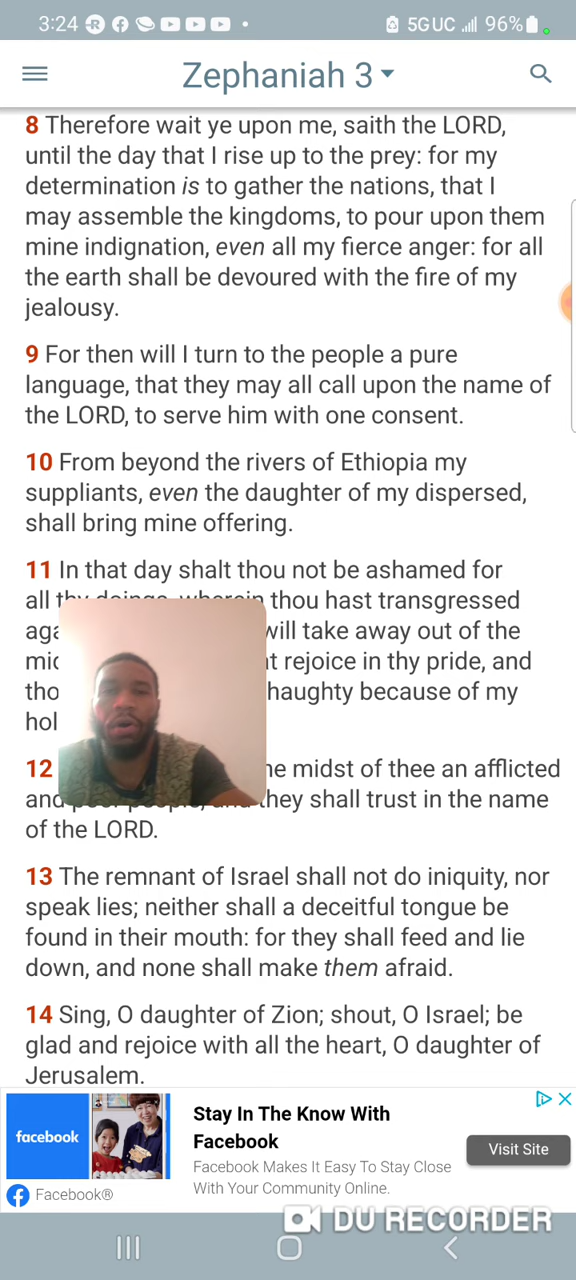 3:24
5G UC
96%
Zephaniah 3
8 Therefore wait ye upon me, saith the LORD,
until the day that I rise up to the prey: for my
determination is to gather the nations, that I
may assemble the kingdoms, to pour upon them
mine indignation, even all my fierce anger: for all
the earth shall be devoured with the fire of my
jealousy.
9 For then will I turn to the people a pure
language, that they may all call upon the name of
the LORD, to serve him with one consent.
10 From beyond the rivers of Ethiopia my
suppliants, even the daughter of my dispersed,
shall bring mine offering.
11 In that day shalt thou not be ashamed for
all thy doings, wherein thou hast transgressed
will take away out of the
rejoice in thy pride, and
haughty because of my
12 midst of thee an afflicted
and poor people, and they shall trust in the name
of the LORD.
13 The remnant of Israel shall not do iniquity, nor
speak lies; neither shall a deceitful tongue be
found in their mouth: for they shall feed and lie
down, and none shall make them afraid.
14 Sing, O daughter of Zion; shout, O Israel; be
glad and rejoice with all the heart, O daughter of
Jerusalem.
facebook
Stay In The Know With
Facebook
Facebook Makes It Easy To Stay Close
With Your Community Online.
Visit Site
Facebook®
DU RECORDER